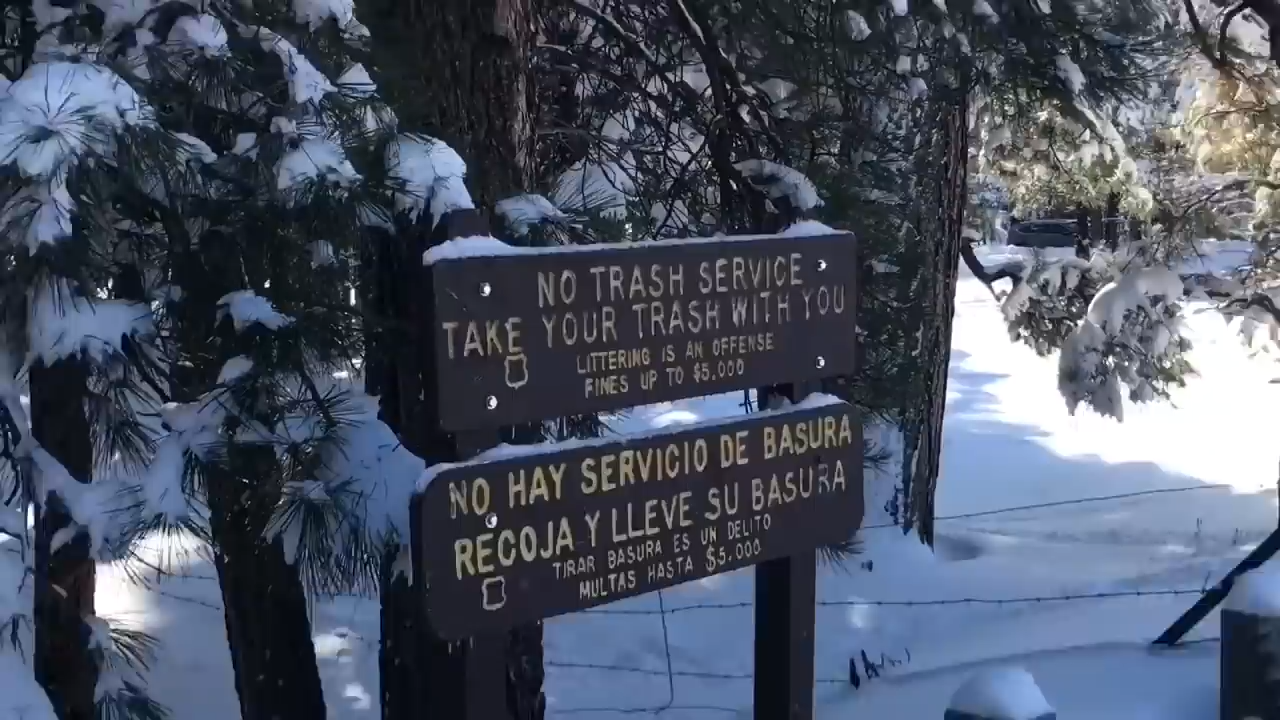 NO TRASH SERVICE
TAKE YOUR TRASH WITH YOU
LITTERING IS AN OFFENSE
FINES UP TO $5,000
NO HAY SERVICIO DE BASURA
RECOJA Y LLEVE SU BASURA
TIRAR BASURA ES UN DELITO
MULTAS HASTA $5.000